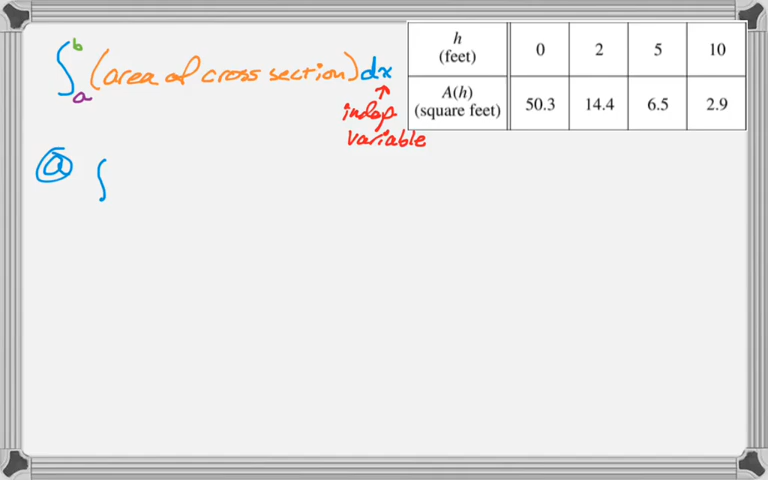 ∫ₐᵇ (area of cross section) dx
↑
indep
variable
h (feet) 0 2 5 10
A(h) (square feet) 50.3 14.4 6.5 2.9
ⓐ ∫